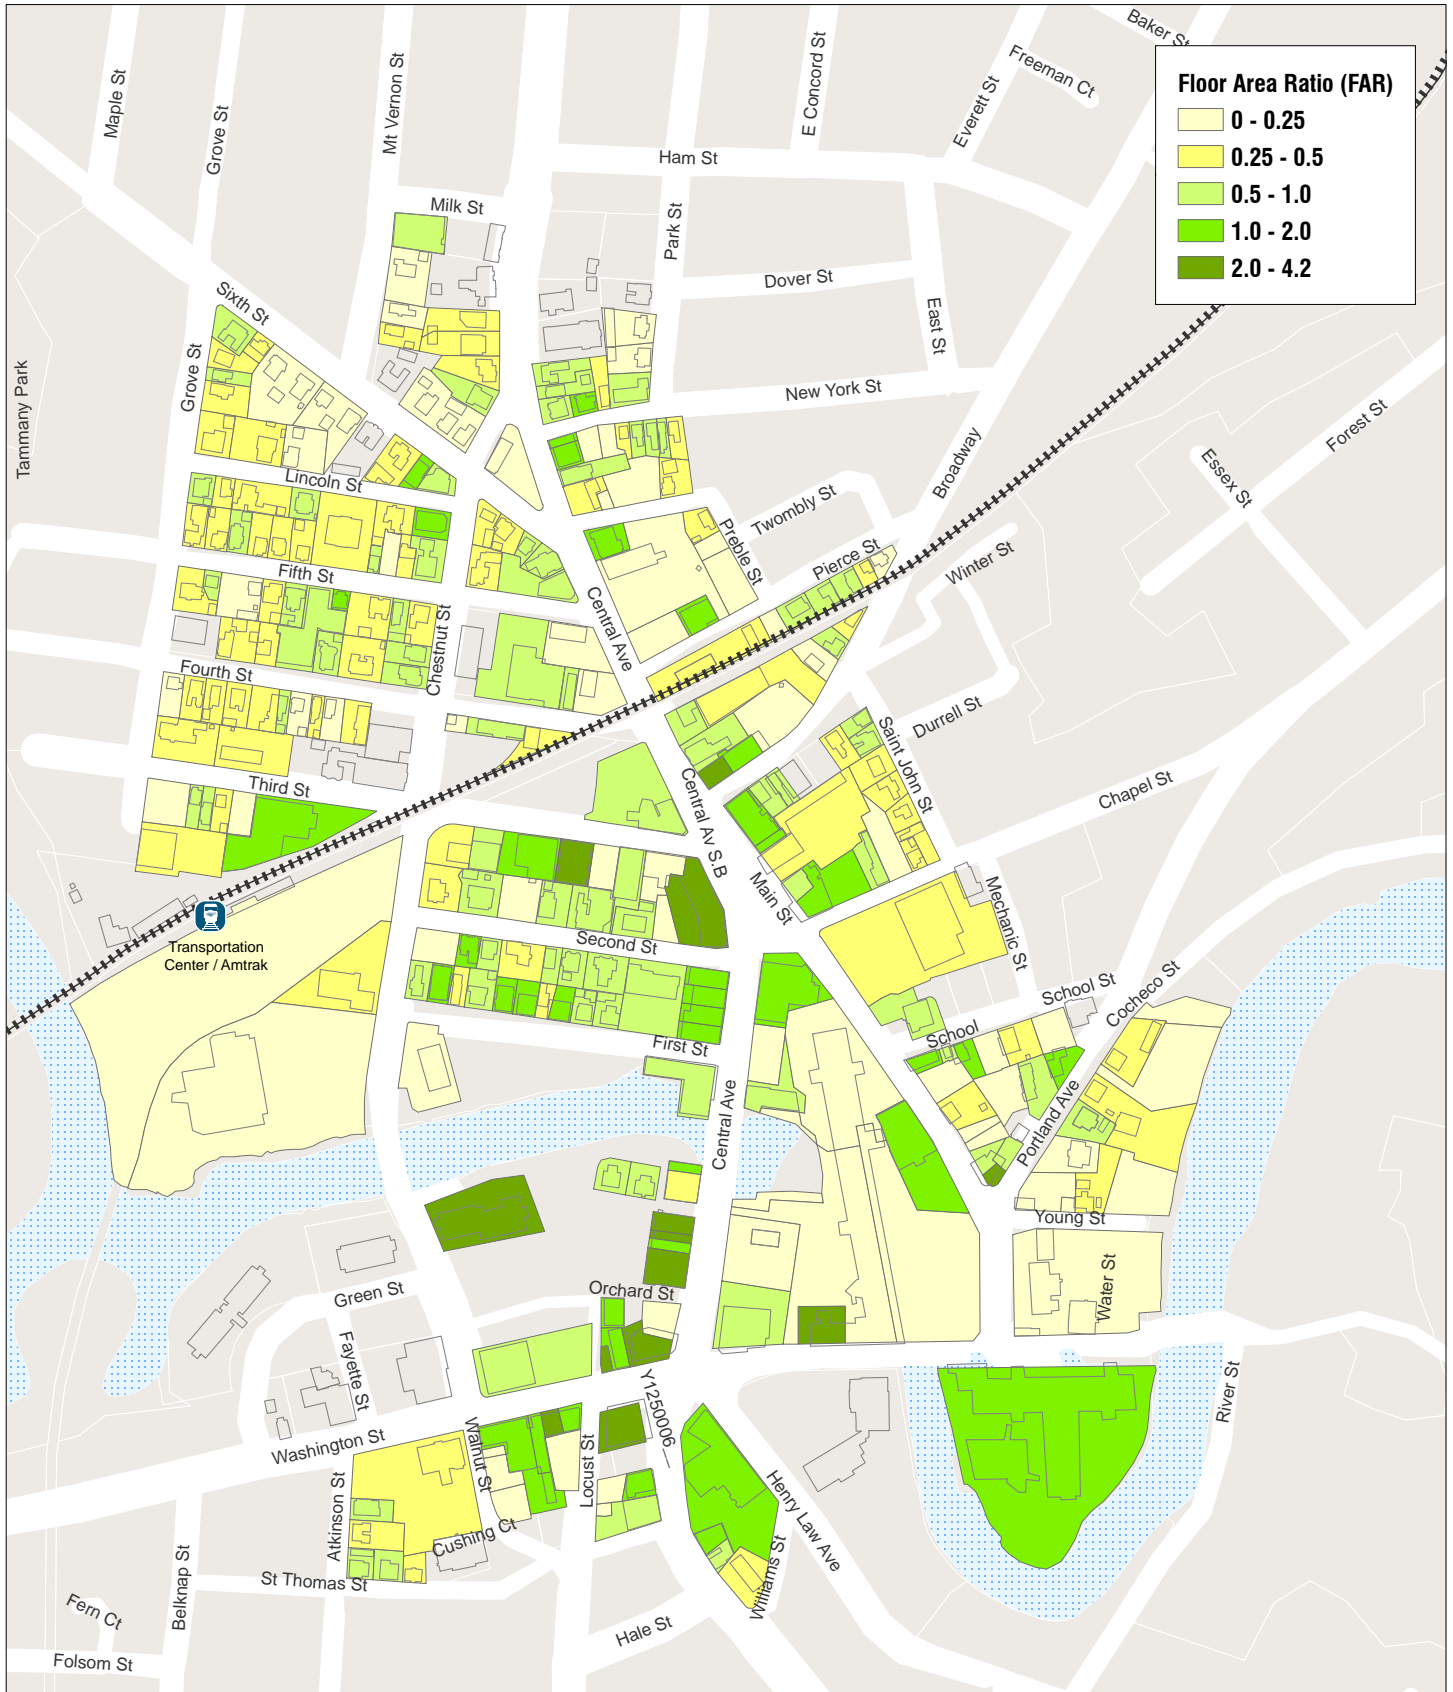 Baker St
Freeman Ct
Everett St
E Concord St
Mt Vernon St
Maple St
Grove St
Floor Area Ratio (FAR)
0 - 0.25
0.25 - 0.5
0.5 - 1.0
1.0 - 2.0
2.0 - 4.2
Ham St
Milk St
Park St
Dover St
East St
Sixth St
Grove St
Tammany Park
New York St
Forest St
Broadway
Essex St
Lincoln St
Twombly St
Preble St
Pierce St
Winter St
Fifth St
Central Ave
Chestnut St
Fourth St
Durrell St
Saint John St
Third St
Central Av S.B
Chapel St
Main St
Mechanic St
Transportation
Center / Amtrak
Second St
School St
Cocheco St
School
First St
Central Ave
Portland Ave
Young St
Water St
Green St
Orchard St
Fayette St
River St
Y1250006__
Washington St
Walnut St
Locust St
Henry Law Ave
Atkinson St
Cushing Ct
Williams St
St Thomas St
Belknap St
Fern Ct
Hale St
Folsom St